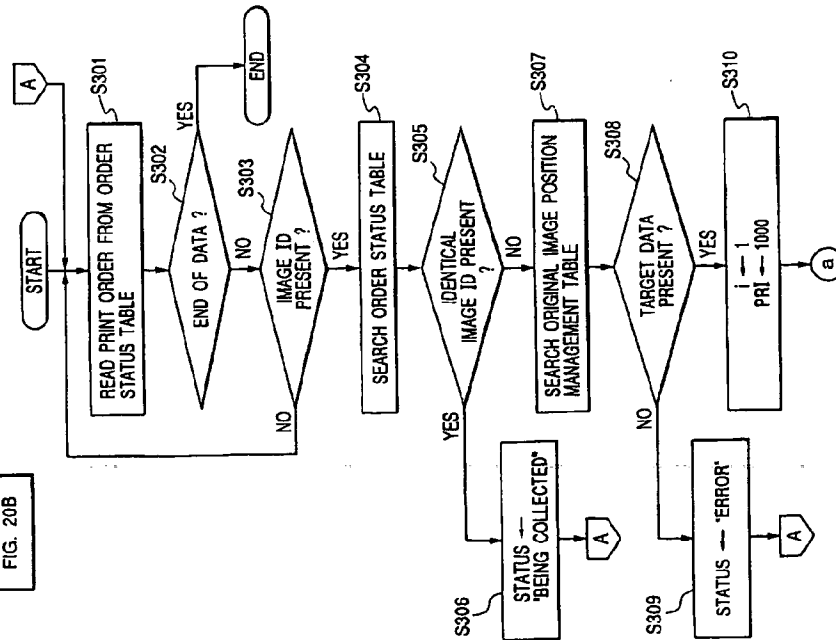 FIG. 20B
START
A
READ PRINT ORDER FROM ORDER
STATUS TABLE
S301
END OF DATA ?
S302
YES
END
NO
IMAGE ID
PRESENT ?
S303
NO
YES
SEARCH ORDER STATUS TABLE
S304
IDENTICAL
IMAGE ID PRESENT
?
S305
YES
NO
STATUS ←
"BEING COLLECTED"
S306
A
SEARCH ORIGINAL IMAGE POSITION
MANAGEMENT TABLE
S307
TARGET DATA
PRESENT ?
S308
NO
YES
STATUS ← "ERROR"
S309
A
i ← 1
PRI ← 1000
S310
a